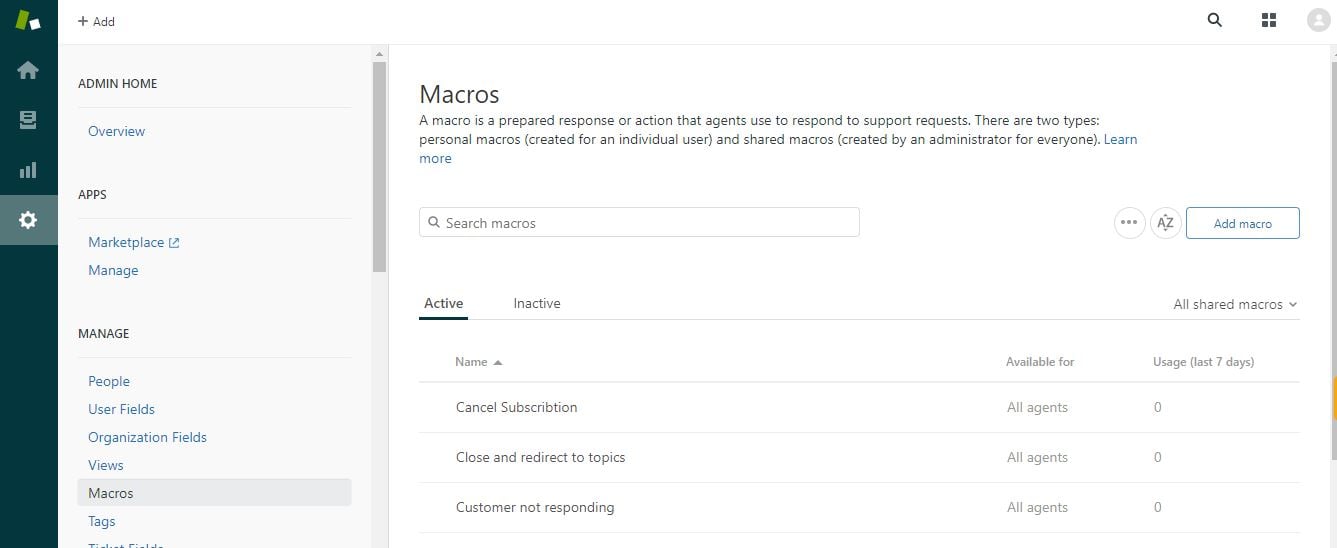 Add
ADMIN HOME
Overview
APPS
Marketplace
Manage
MANAGE
People
User Fields
Organization Fields
Views
Macros
Tags
Ticket Fields
Macros
A macro is a prepared response or action that agents use to respond to support requests. There are two types:
personal macros (created for an individual user) and shared macros (created by an administrator for everyone). Learn
more
Search macros
AZ
Add macro
Active Inactive All shared macros
Name Available for Usage (last 7 days)
Cancel Subscribtion All agents 0
Close and redirect to topics All agents 0
Customer not responding All agents 0